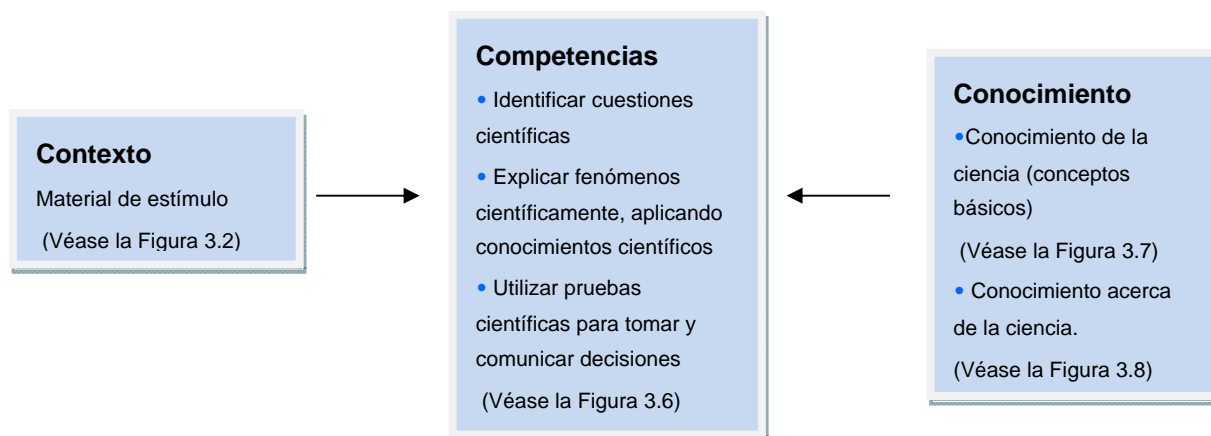 Contexto
Material de estímulo
(Véase la Figura 3.2)
Competencias
• Identificar cuestiones
científicas
• Explicar fenómenos
científicamente, aplicando
conocimientos científicos
• Utilizar pruebas
científicas para tomar y
comunicar decisiones
(Véase la Figura 3.6)
Conocimiento
•Conocimiento de la
ciencia (conceptos
básicos)
(Véase la Figura 3.7)
• Conocimiento acerca
de la ciencia.
(Véase la Figura 3.8)